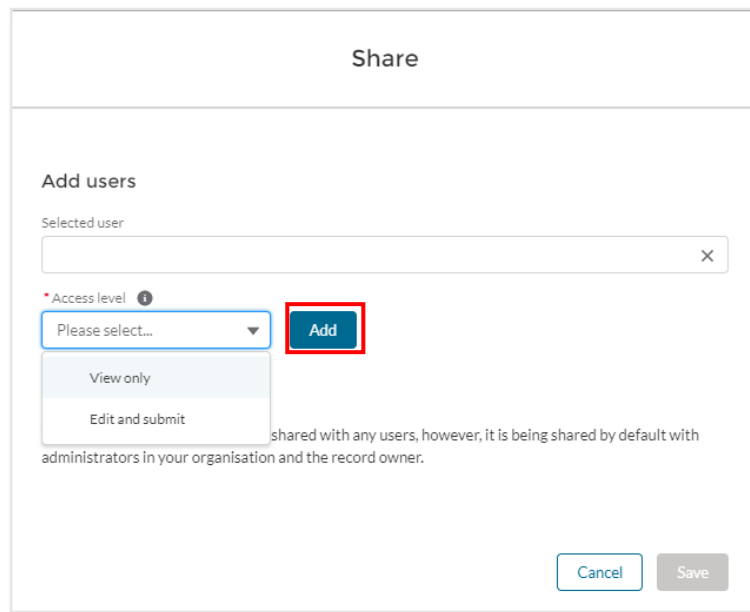 Share
Add users
Selected user
* Access level
Please select...
Add
View only
Edit and submit
shared with any users, however, it is being shared by default with
administrators in your organisation and the record owner.
Cancel
Save